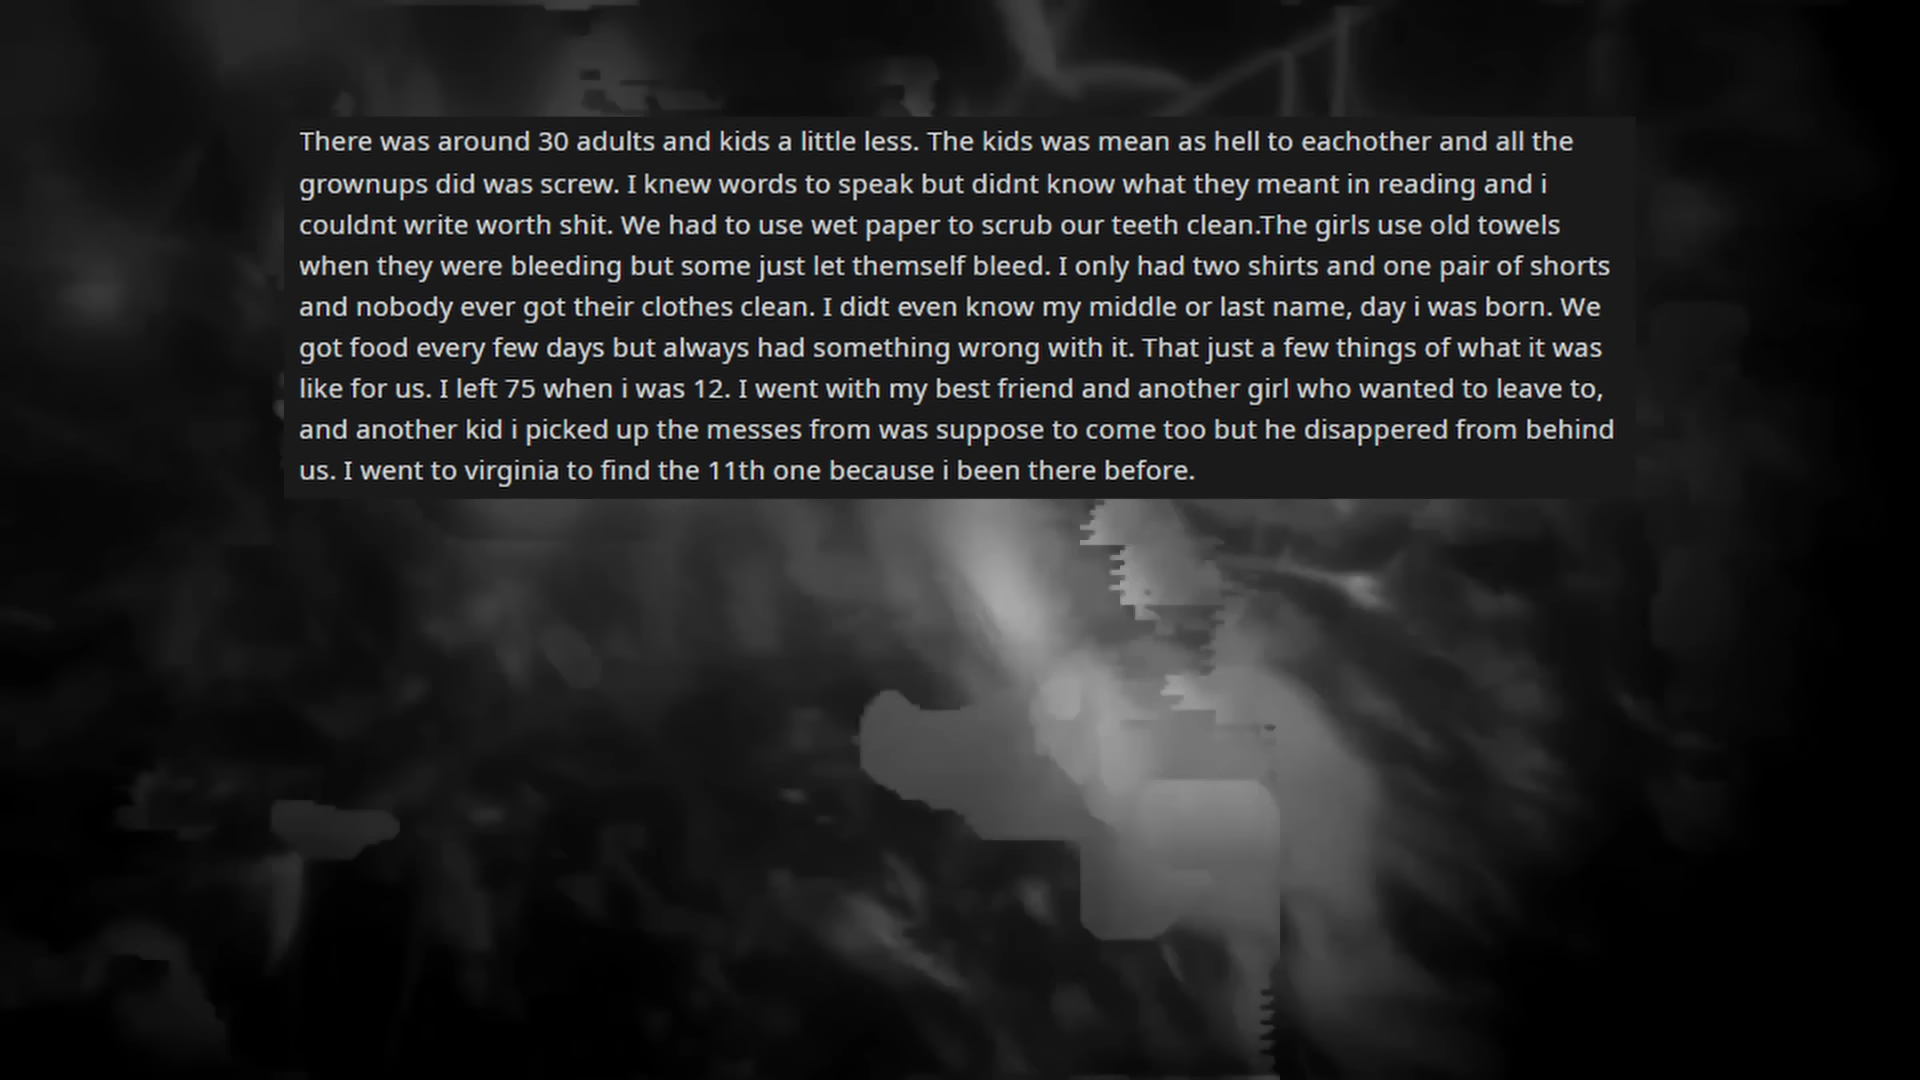 There was around 30 adults and kids a little less. The kids was mean as hell to eachother and all the
grownups did was screw. I knew words to speak but didnt know what they meant in reading and i
couldnt write worth shit. We had to use wet paper to scrub our teeth clean.The girls use old towels
when they were bleeding but some just let themself bleed. I only had two shirts and one pair of shorts
and nobody ever got their clothes clean. I didt even know my middle or last name, day i was born. We
got food every few days but always had something wrong with it. That just a few things of what it was
like for us. I left 75 when i was 12. I went with my best friend and another girl who wanted to leave to,
and another kid i picked up the messes from was suppose to come too but he disappered from behind
us. I went to virginia to find the 11th one because i been there before.